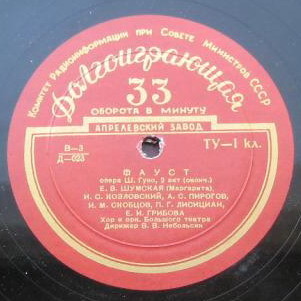 Комитет Радиоинформации при Совете Министров СССР
Долгоиграющая
33
ОБОРОТА В МИНУТУ
АПРЕЛЕВСКИЙ ЗАВОД
В—3
Д—023
ТУ—1 кл.
ФАУСТ
опера Ш. Гуно, 2 акт (оконч.)
Е. В. ШУМСКАЯ (Маргарита),
И. С. КОЗЛОВСКИЙ, А. С. ПИРОГОВ,
И. М. СКОБЦОВ, П. Г. ЛИСИЦИАН,
Е. И. ГРИБОВА
Хор и орк. Большого театра
Дирижер В. В. Небольсин